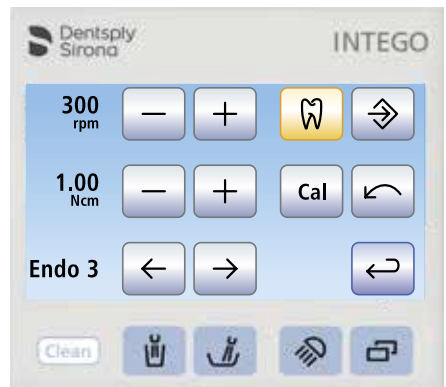 Dentsply
Sirona
INTEGO
300
rpm
1.00
Ncm
Cal
Endo 3
Clean